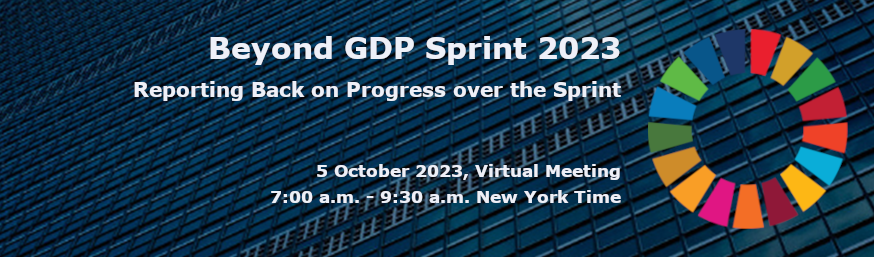 Beyond GDP Sprint 2023
Reporting Back on Progress over the Sprint
5 October 2023, Virtual Meeting
7:00 a.m. - 9:30 a.m. New York Time